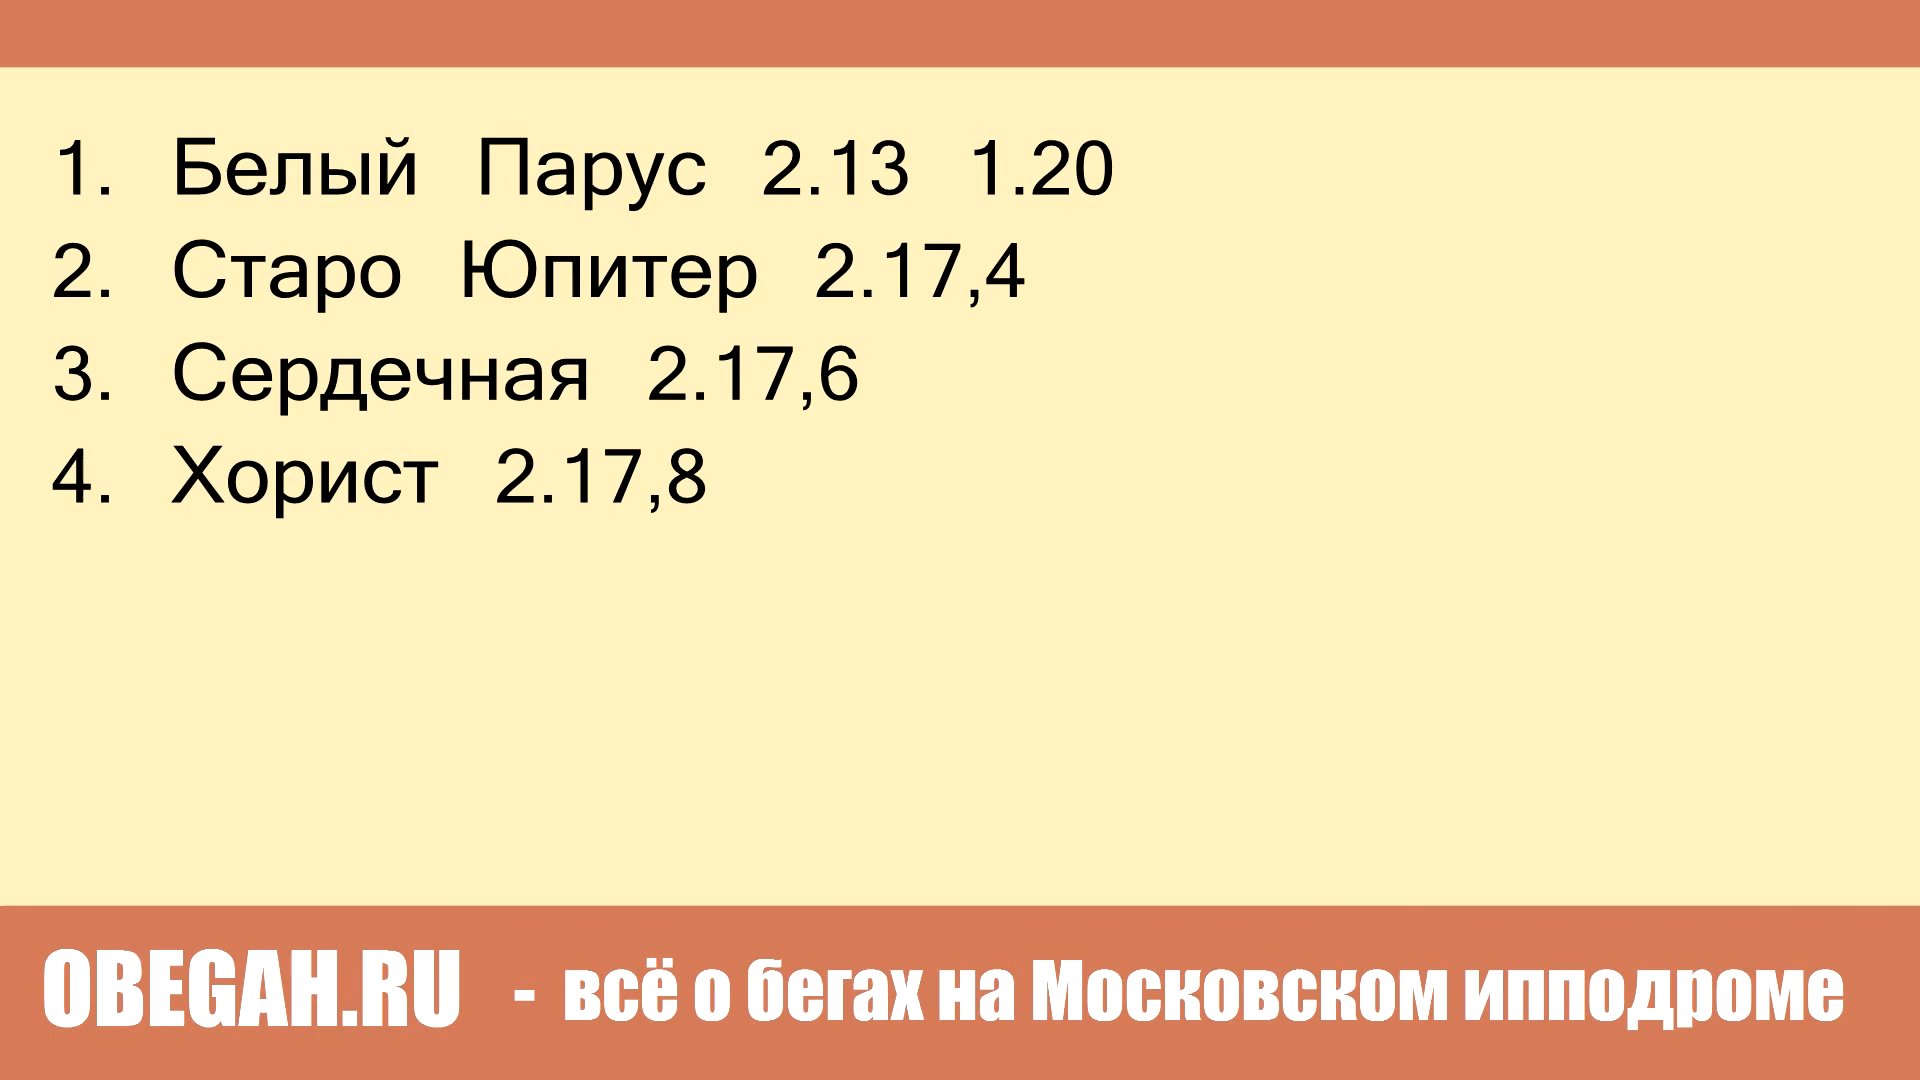 1. Белый Парус 2.13 1.20
2. Старо Юпитер 2.17,4
3. Сердечная 2.17,6
4. Хорист 2.17,8
OBEGAH.RU - всё о бегах на Московском ипподроме